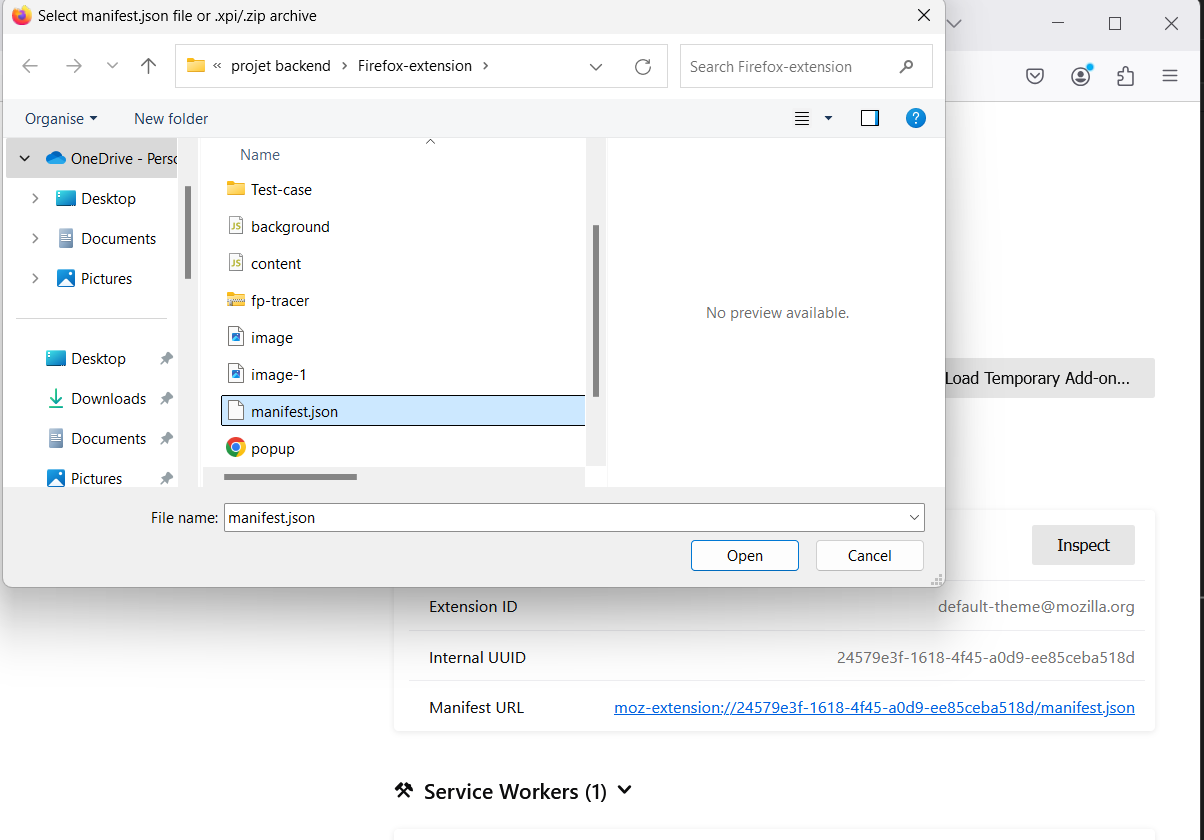 Select manifest.json file or .xpi/.zip archive
« projet backend > Firefox-extension >
Search Firefox-extension
Organise
New folder
?
OneDrive - Perso
Desktop
Documents
Pictures
Desktop
Downloads
Documents
Pictures
Name
Test-case
JS background
JS content
fp-tracer
image
image-1
manifest.json
popup
No preview available.
File name: manifest.json
Open
Cancel
Load Temporary Add-on...
Inspect
Extension ID default-theme@mozilla.org
Internal UUID 24579e3f-1618-4f45-a0d9-ee85ceba518d
Manifest URL moz-extension://24579e3f-1618-4f45-a0d9-ee85ceba518d/manifest.json
Service Workers (1)